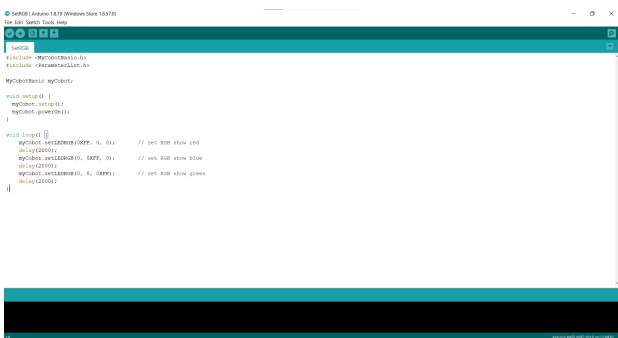 SetRGB | Arduino 1.8.19 (Windows Store 1.8.57.0)
File Edit Sketch Tools Help
SetRGB
#include <MyCobotBasic.h>
#include <ParameterList.h>
MyCobotBasic myCobot;
void setup() {
myCobot.setup();
myCobot.powerOn();
}
void loop() {
myCobot.setLEDRGB(0XFF, 0, 0); // set RGB show red
delay(2000);
myCobot.setLEDRGB(0, 0XFF, 0); // set RGB show blue
delay(2000);
myCobot.setLEDRGB(0, 0, 0XFF); // set RGB show green
delay(2000);
}